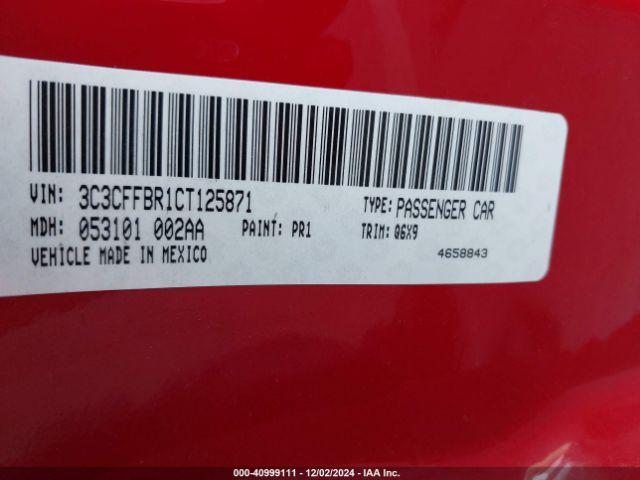 VIN: 3C3CFFBR1CT125871 TYPE: PASSENGER CAR
MDH: 053101 002AA PAINT: PR1 TRIM: Q6X9
VEHICLE MADE IN MEXICO 4658843
000-40999111 - 12/02/2024 - IAA Inc.